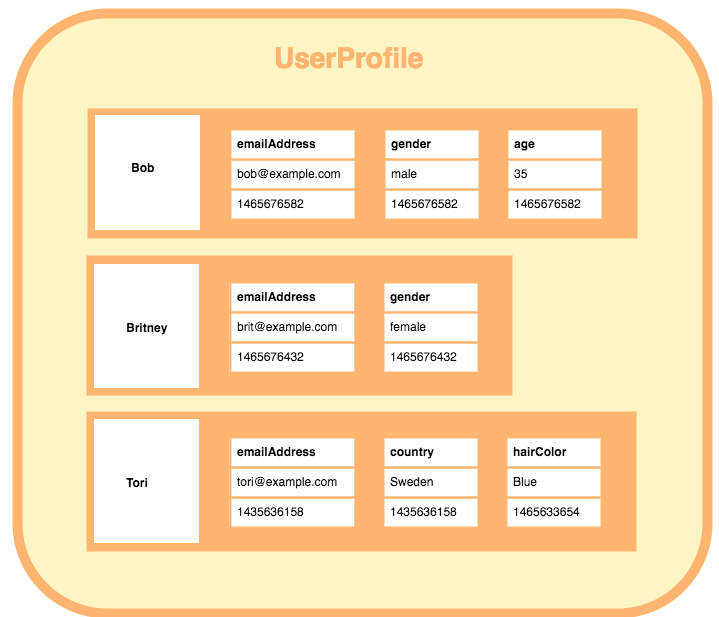 UserProfile
Bob
emailAddress gender age
bob@example.com male 35
1465676582 1465676582 1465676582
Britney
emailAddress gender
brit@example.com female
1465676432 1465676432
Tori
emailAddress country hairColor
tori@example.com Sweden Blue
1435636158 1435636158 1465633654